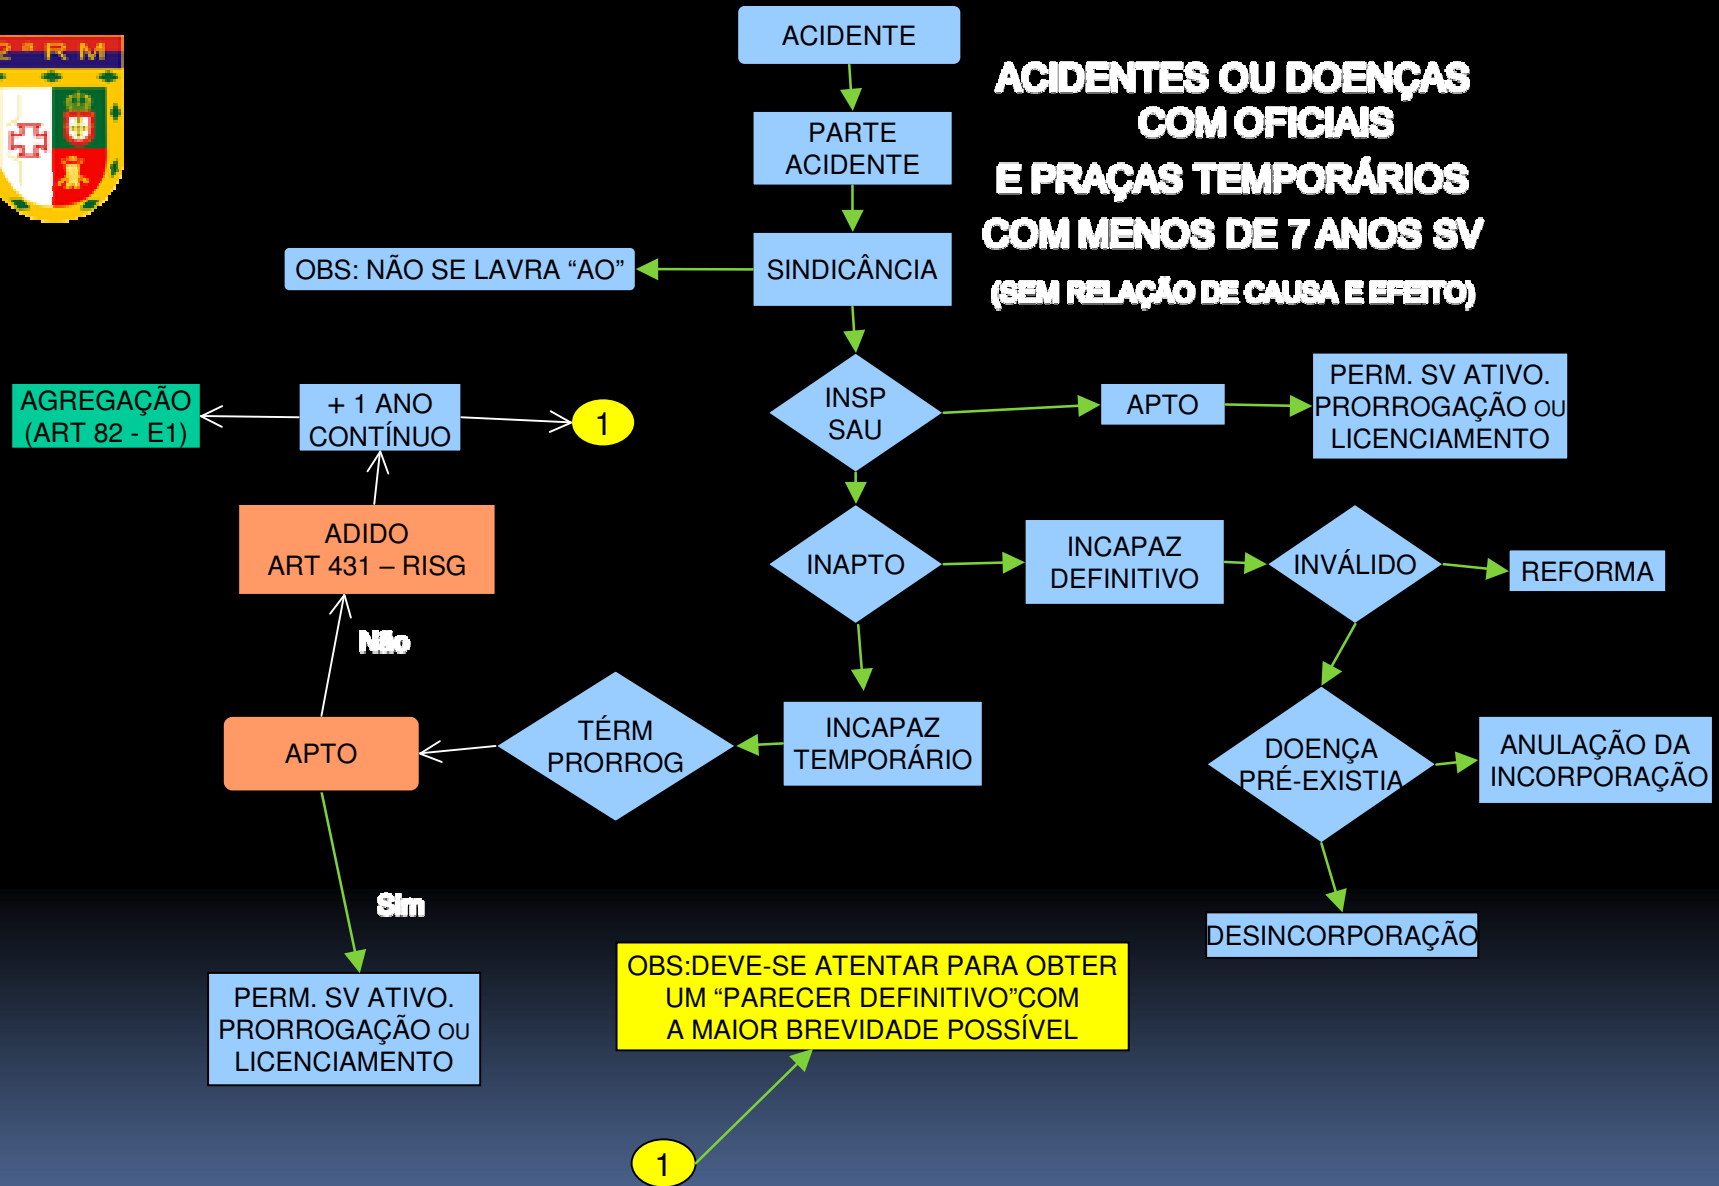 2ª RM
ACIDENTE
ACIDENTES OU DOENÇAS
COM OFICIAIS
E PRAÇAS TEMPORÁRIOS
COM MENOS DE 7 ANOS SV
(SEM RELAÇÃO DE CAUSA E EFEITO)
PARTE
ACIDENTE
SINDICÂNCIA
OBS: NÃO SE LAVRA “AO”
INSP
SAU
APTO
PERM. SV ATIVO.
PRORROGAÇÃO OU
LICENCIAMENTO
AGREGAÇÃO
(ART 82 - E1)
+ 1 ANO
CONTÍNUO
1
ADIDO
ART 431 – RISG
INAPTO
INCAPAZ
DEFINITIVO
INVÁLIDO
REFORMA
Não
APTO
TÉRM
PRORROG
INCAPAZ
TEMPORÁRIO
DOENÇA
PRÉ-EXISTIA
ANULAÇÃO DA
INCORPORAÇÃO
Sim
DESINCORPORAÇÃO
PERM. SV ATIVO.
PRORROGAÇÃO OU
LICENCIAMENTO
OBS:DEVE-SE ATENTAR PARA OBTER
UM “PARECER DEFINITIVO”COM
A MAIOR BREVIDADE POSSÍVEL
1